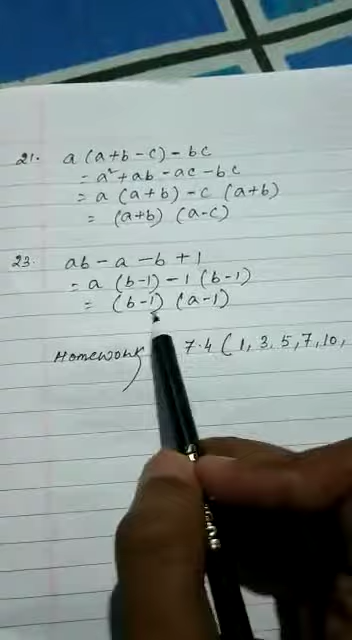 21. a (a+b-c) - bc
= a² + ab - ac - bc
= a (a+b) - c (a+b)
= (a+b) (a-c)
23. ab - a - b + 1
= a (b-1) - 1 (b-1)
= (b-1) (a-1)
Homework 7.4 (1, 3, 5, 7, 10,